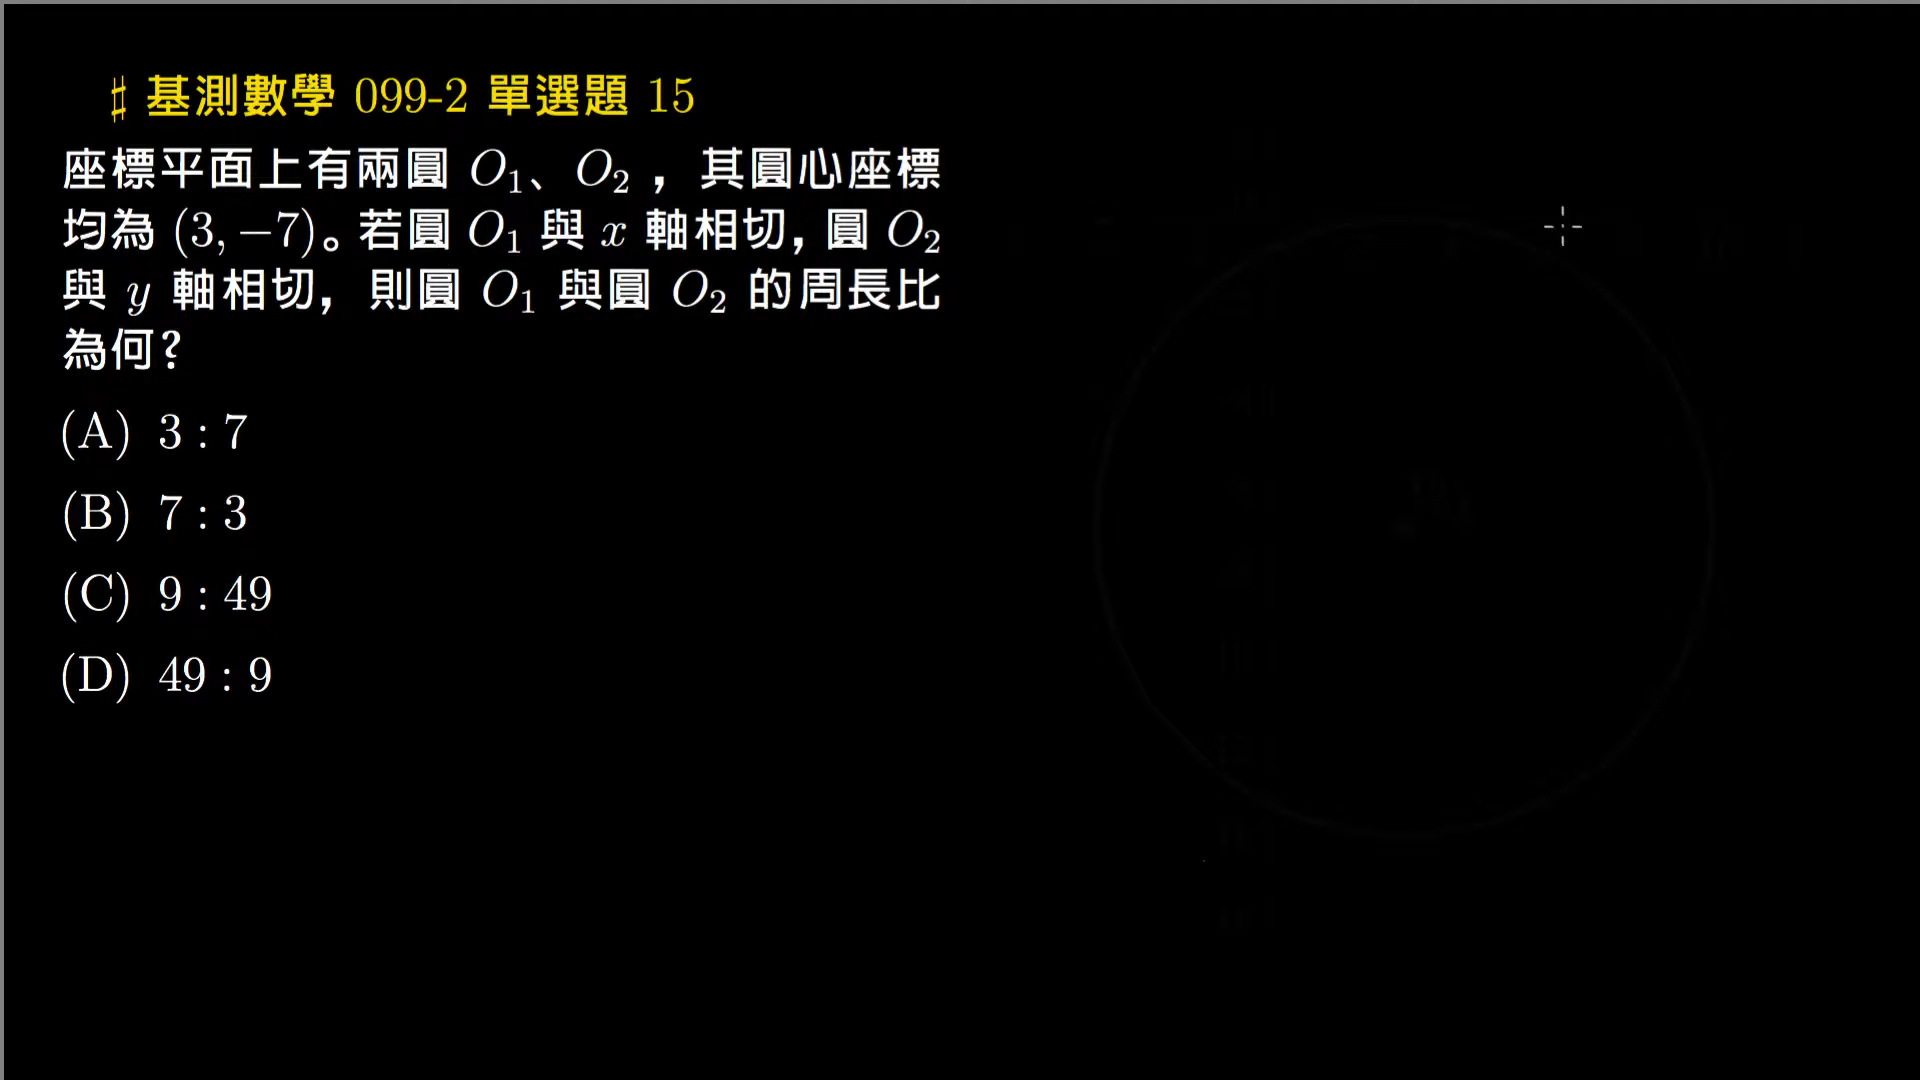 ♯ 基測數學 099-2 單選題 15
座標平面上有兩圓 O₁、O₂ ，其圓心座標
均為 (3, −7)。若圓 O₁ 與 x 軸相切，圓 O₂
與 y 軸相切，則圓 O₁ 與圓 O₂ 的周長比
為何？
(A) 3 : 7
(B) 7 : 3
(C) 9 : 49
(D) 49 : 9